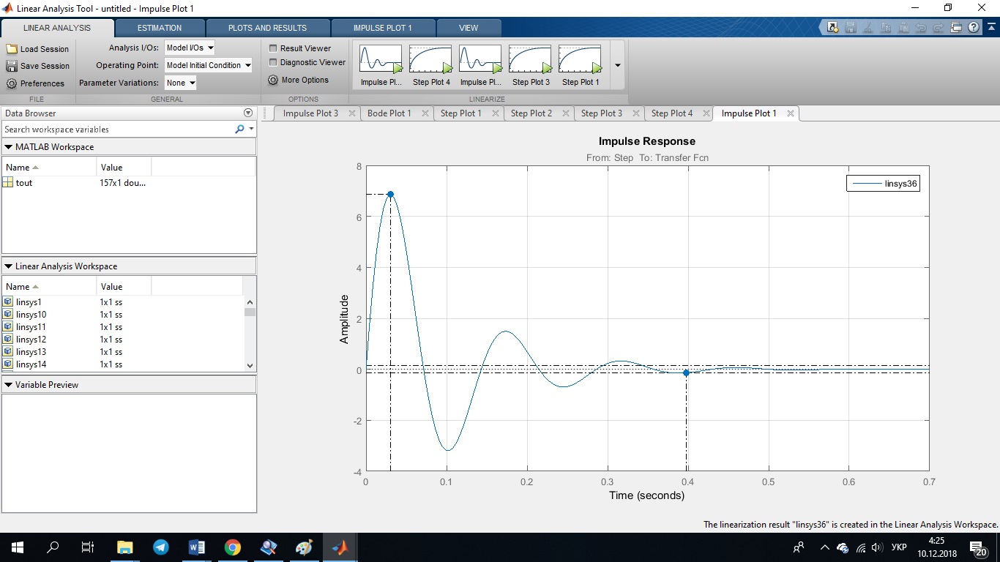 Linear Analysis Tool - untitled - Impulse Plot 1
LINEAR ANALYSIS ESTIMATION PLOTS AND RESULTS IMPULSE PLOT 1 VIEW
Load Session
Save Session
Preferences
FILE
Analysis I/Os: Model I/Os
Operating Point: Model Initial Condition
Parameter Variations: None
GENERAL
Result Viewer
Diagnostic Viewer
More Options
OPTIONS
Impulse Pl... Step Plot 4 Impulse Pl... Step Plot 3 Step Plot 1
LINEARIZE
Data Browser
Search workspace variables
MATLAB Workspace
Name Value
tout 157x1 dou...
Linear Analysis Workspace
Name Value
linsys1 1x1 ss
linsys10 1x1 ss
linsys11 1x1 ss
linsys12 1x1 ss
linsys13 1x1 ss
linsys14 1x1 ss
Variable Preview
Impulse Plot 3 Bode Plot 1 Step Plot 1 Step Plot 2 Step Plot 3 Step Plot 4 Impulse Plot 1
Impulse Response
From: Step To: Transfer Fcn
linsys36
Amplitude
8
6
4
2
0
-2
-4
0 0.1 0.2 0.3 0.4 0.5 0.6 0.7
Time (seconds)
The linearization result "linsys36" is created in the Linear Analysis Workspace.
УКР
4:25
10.12.2018
20